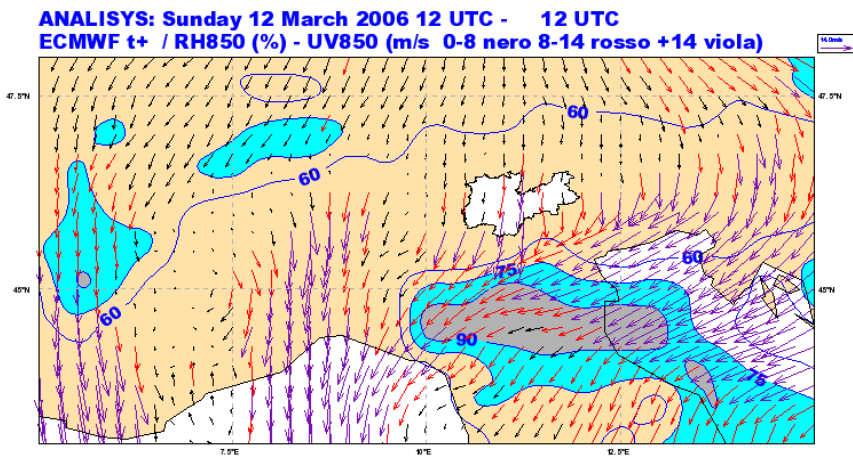 ANALISYS: Sunday 12 March 2006 12 UTC - 12 UTC
ECMWF t+ / RH850 (%) - UV850 (m/s 0-8 nero 8-14 rosso +14 viola)
14.0m/s
47.5°N
47.5°N
60
60
60
75
45°N
45°N
60
90
75
7.5°E
10°E
12.5°E